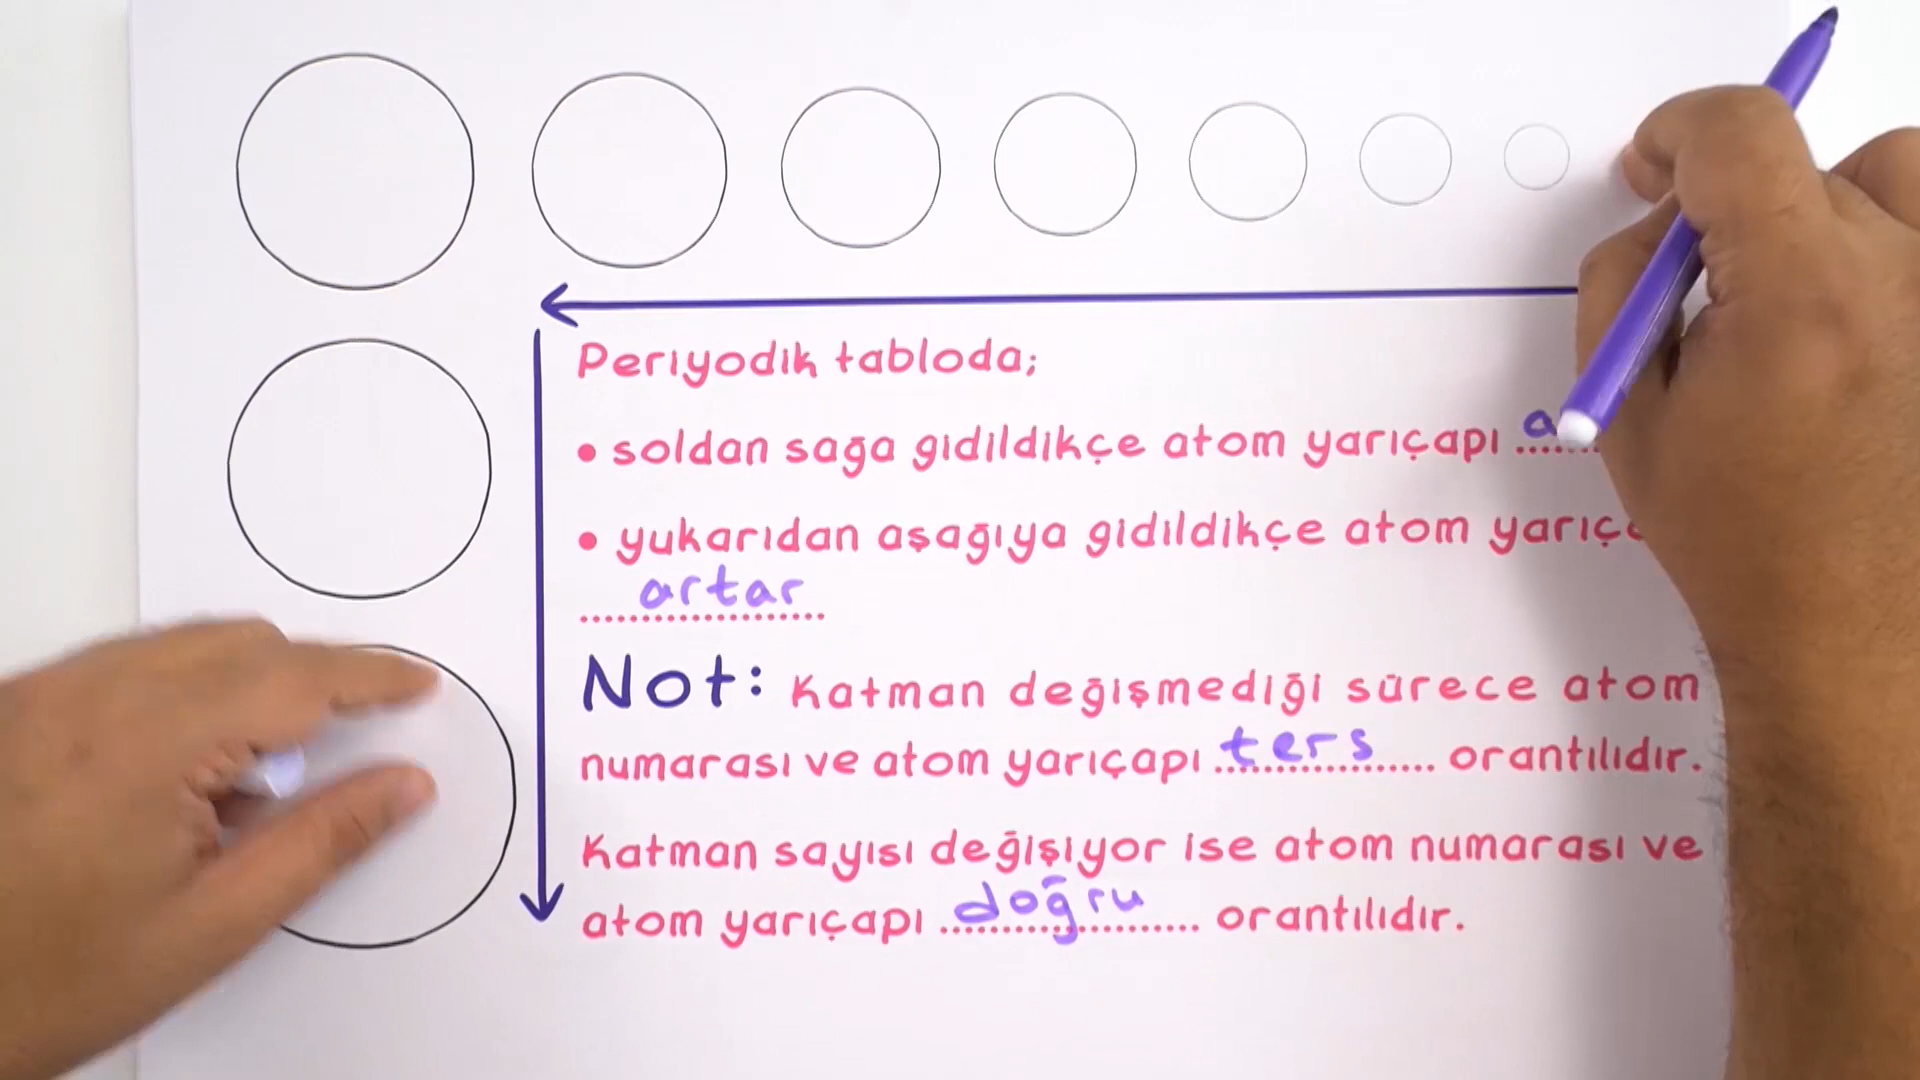 Periyodik tabloda;
• soldan sağa gidildikçe atom yarıçapı
• yukarıdan aşağıya gidildikçe atom
artar
Not: Katman değişmediği sürece atom
numarası ve atom yarıçapı ters orantılıdır.
Katman sayısı değişiyor ise atom numarası ve
atom yarıçapı doğru orantılıdır.